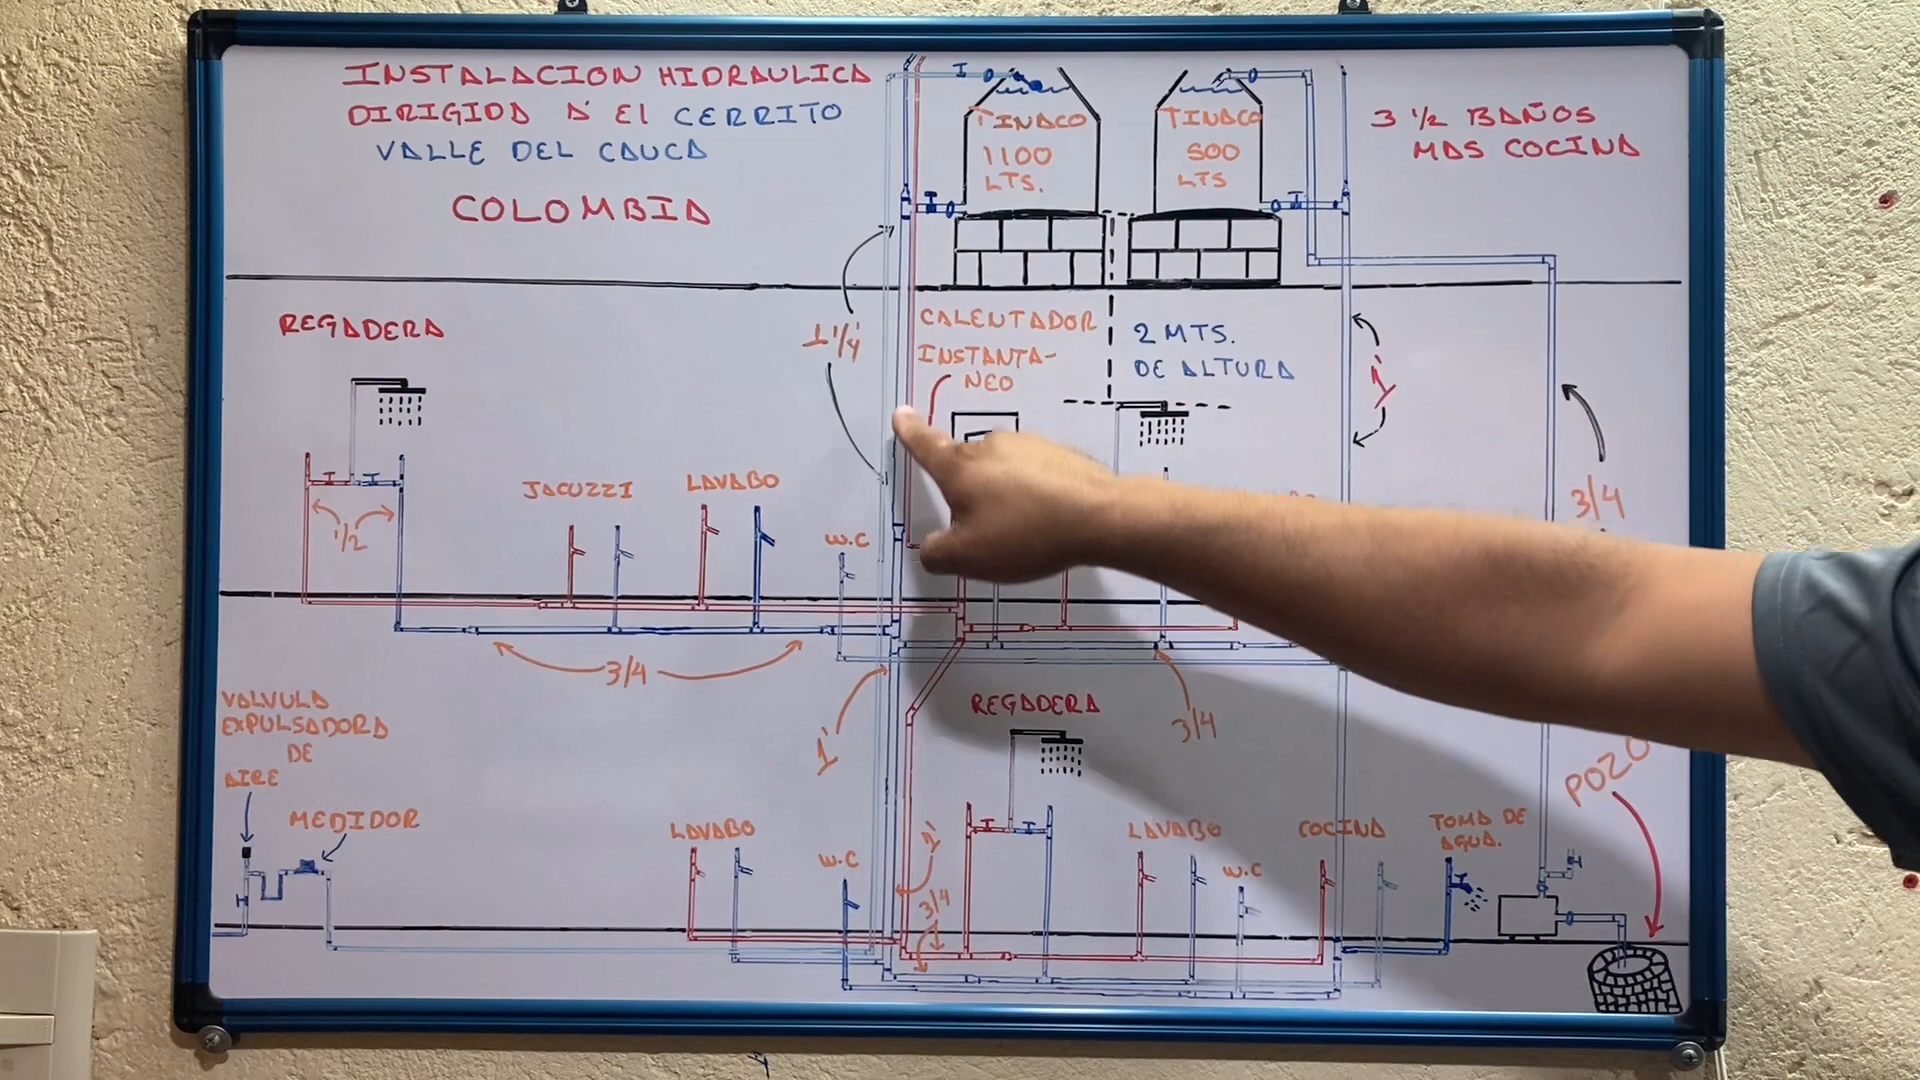 INSTALACION HIDRAULICA
DIRIGIDA A' El CERRITO
VALLE DEL CAUCA
COLOMBIA
I
TINACO
1100
LTS.
TINACO
500
LTS
3 1/2 BAÑOS
MAS COCINA
REGADERA
1 1/4'
CALENTADOR
INSTANTA-
NEO
2 MTS.
DE ALTURA
1'
3/4
1/2
JACUZZI
LAVABO
W.C
3/4
1'
3/4
VALVULA
EXPULSADORA
DE
AIRE
MEDIDOR
REGADERA
POZO
LAVABO
W.C
1'
3/4
LAVABO
W.C
COCINA
TOMA DE
AGUA.